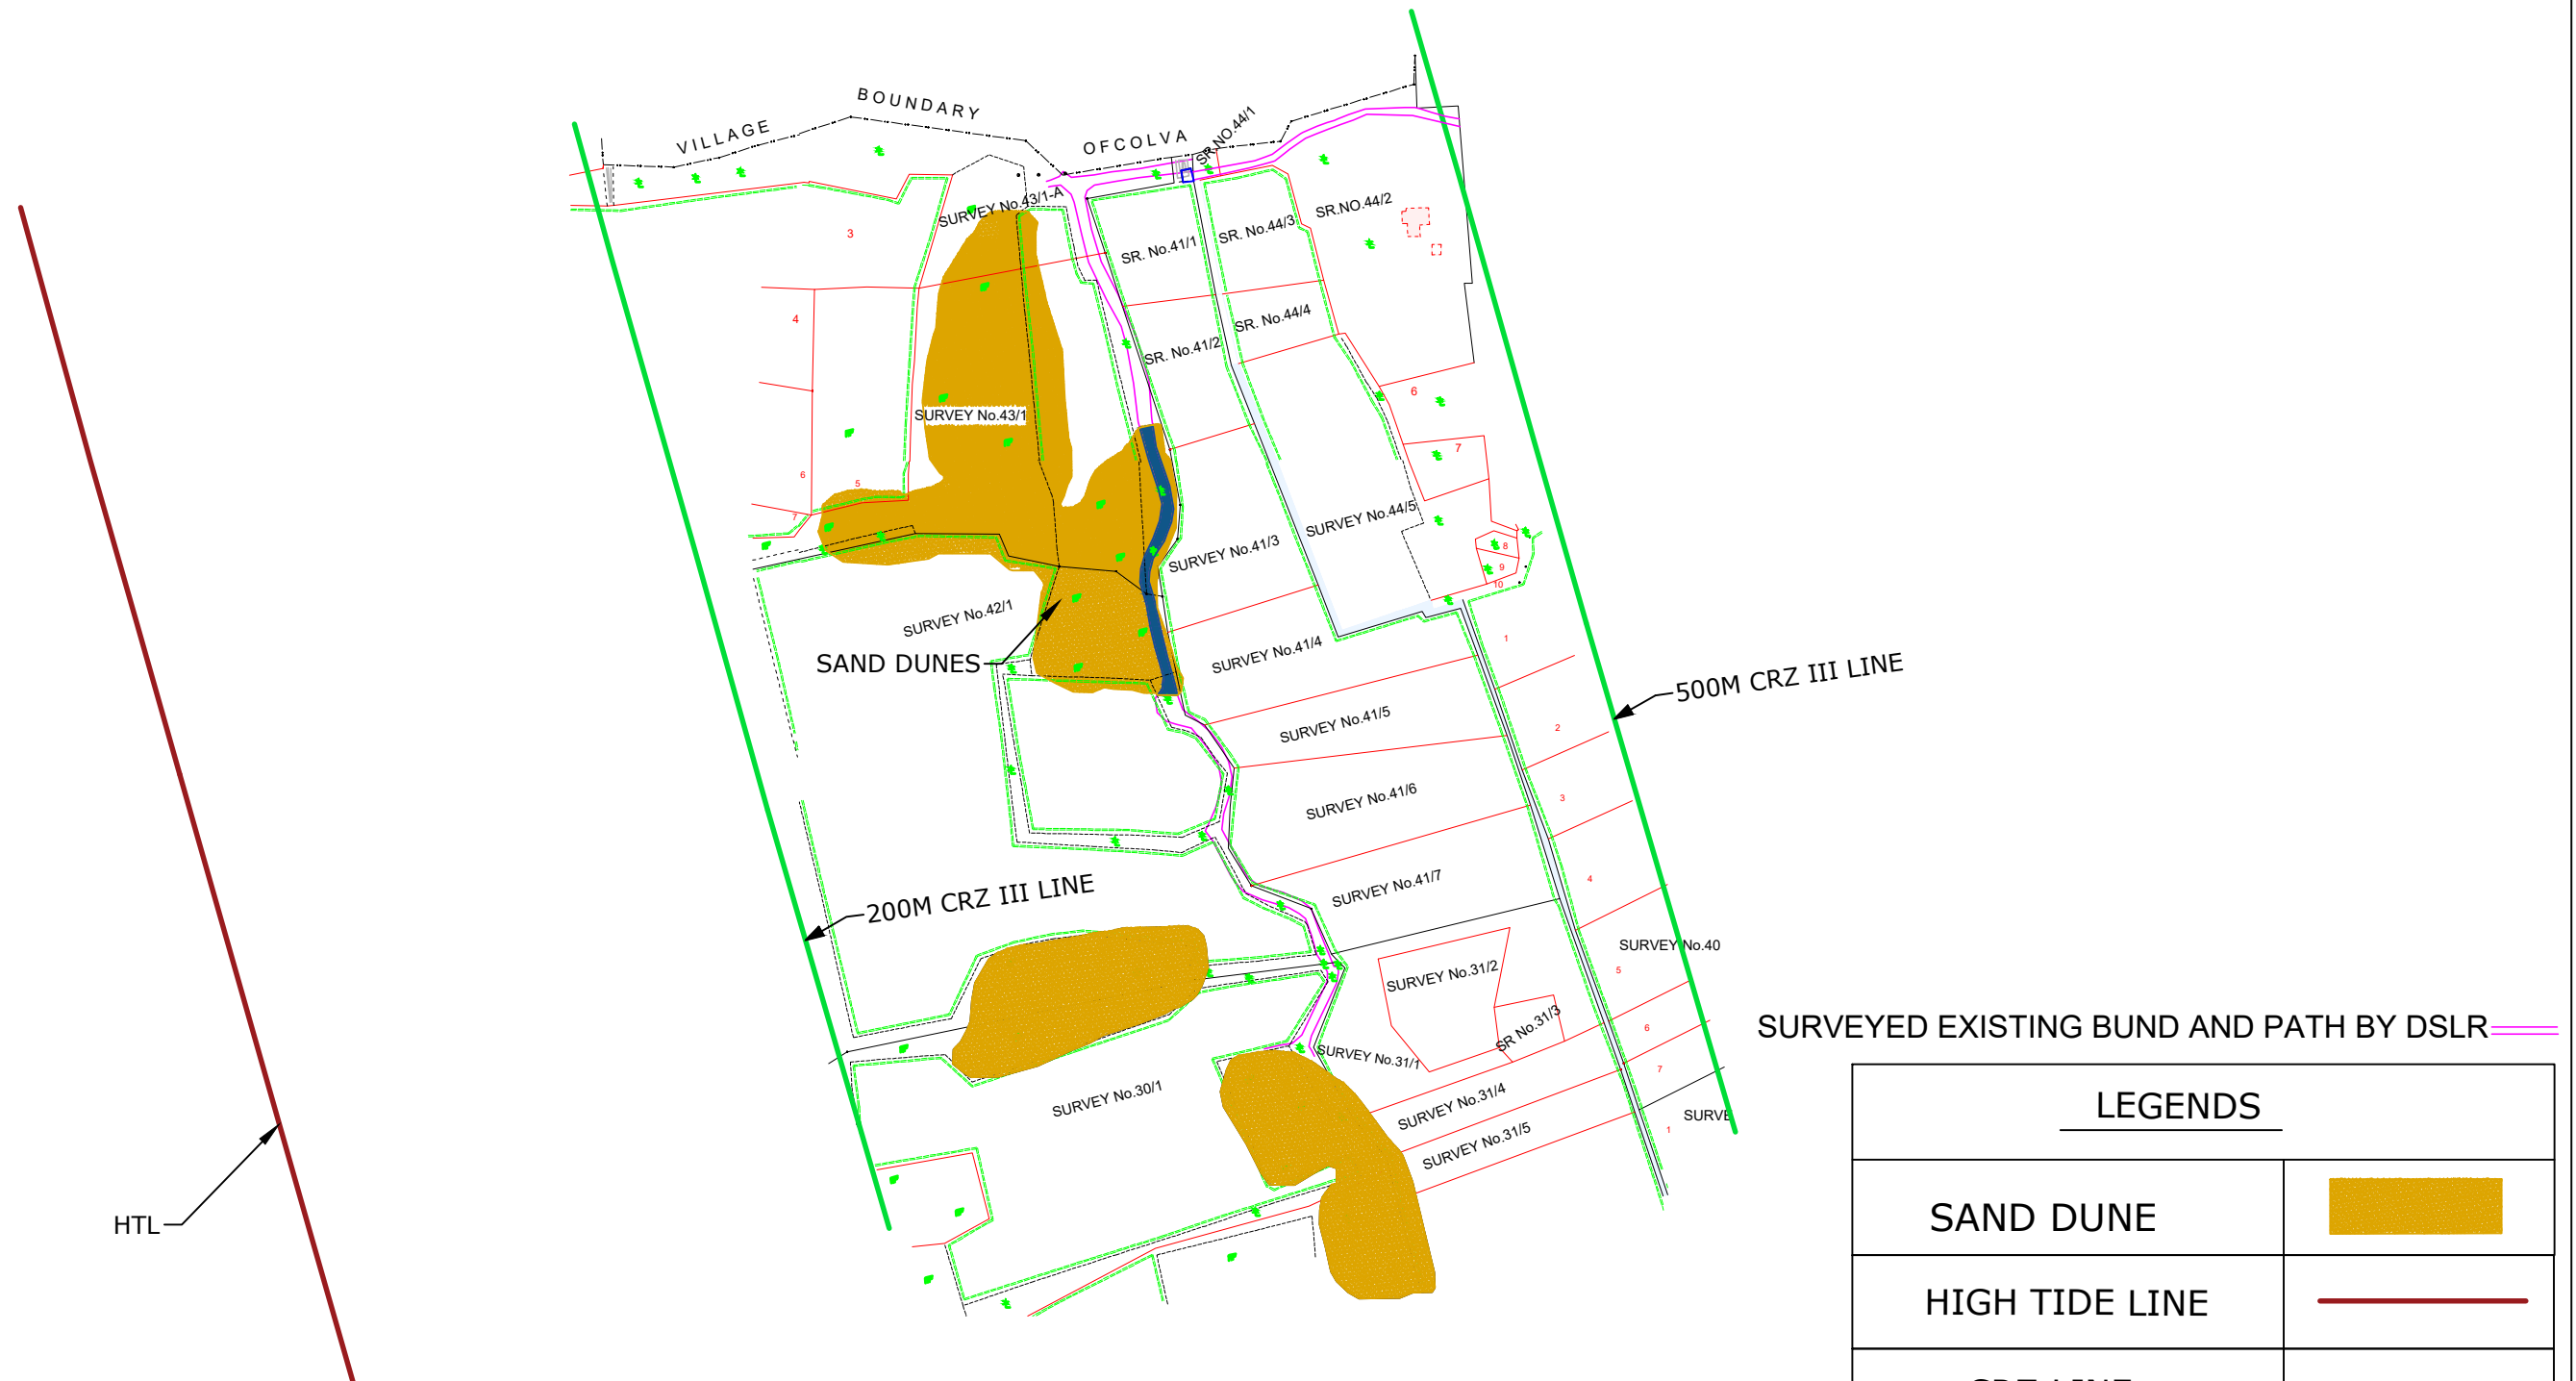 VILLAGE BOUNDARY OFCOLVA
SR.NO.44/1
SURVEY No.43/1-A
SR. No.41/1
SR. No.44/3
SR.NO.44/2
3
4
SR. No.41/2
SR. No.44/4
6
SURVEY No.43/1
7
6
5
7
SURVEY No.44/5
SURVEY No.41/3
8
9
10
SURVEY No.42/1
SAND DUNES
SURVEY No.41/4
1
500M CRZ III LINE
SURVEY No.41/5
2
SURVEY No.41/6
3
200M CRZ III LINE
SURVEY No.41/7
4
SURVEY No.40
SURVEY No.31/2
5
SR No.31/3
6
SURVEYED EXISTING BUND AND PATH BY DSLR
SURVEY No.31/1
7
SURVEY No.30/1
SURVEY No.31/4
SURVE
1
SURVEY No.31/5
HTL
LEGENDS
SAND DUNE
HIGH TIDE LINE
CRZ LINE